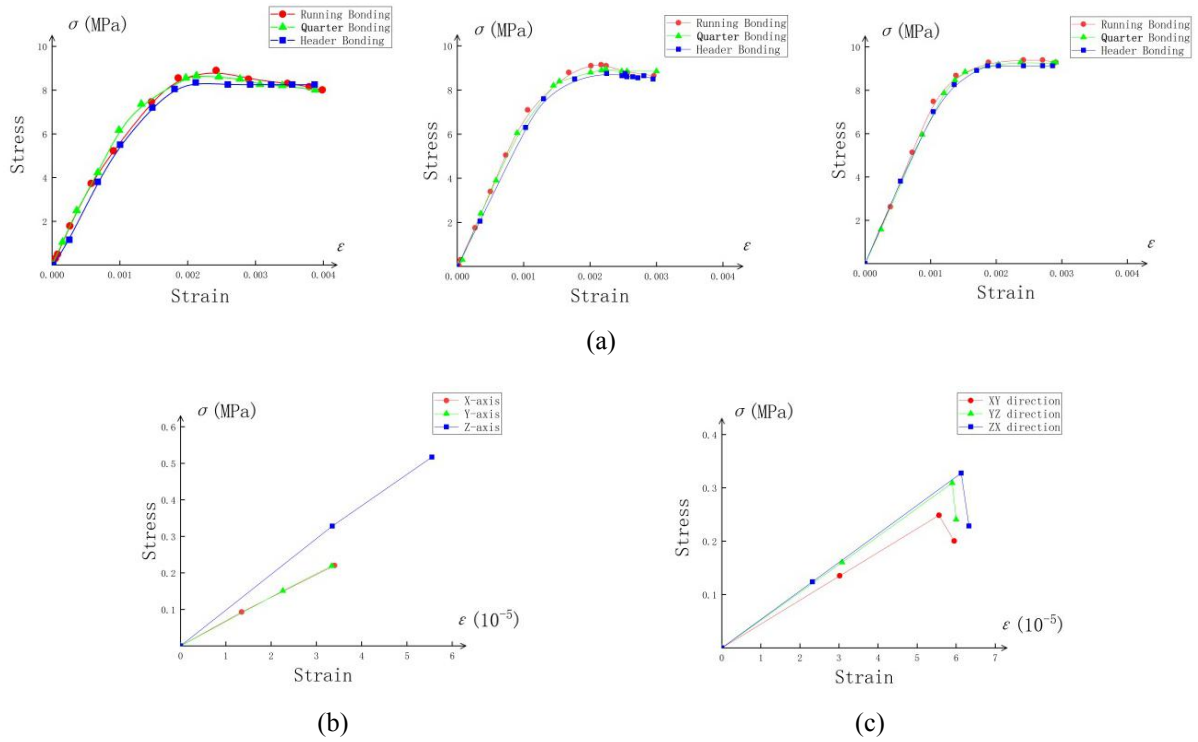 σ (MPa)
Running Bonding
Quarter Bonding
Header Bonding
10
8
6
4
2
Stress
ε
0.000 0.001 0.002 0.003 0.004
Strain
σ (MPa)
Running Bonding
Quarter Bonding
Header Bonding
10
8
6
4
2
Stress
ε
0.000 0.001 0.002 0.003 0.004
Strain
σ (MPa)
Running Bonding
Quarter Bonding
Header Bonding
10
8
6
4
2
Stress
ε
0.000 0.001 0.002 0.003 0.004
Strain
(a)
σ (MPa)
X-axis
Y-axis
Z-axis
0.6
0.5
0.4
0.3
0.2
0.1
Stress
ε (10⁻⁵)
0 1 2 3 4 5 6
Strain
(b)
σ (MPa)
XY direction
YZ direction
ZX direction
0.4
0.3
0.2
0.1
Stress
ε (10⁻⁵)
0 1 2 3 4 5 6 7
Strain
(c)